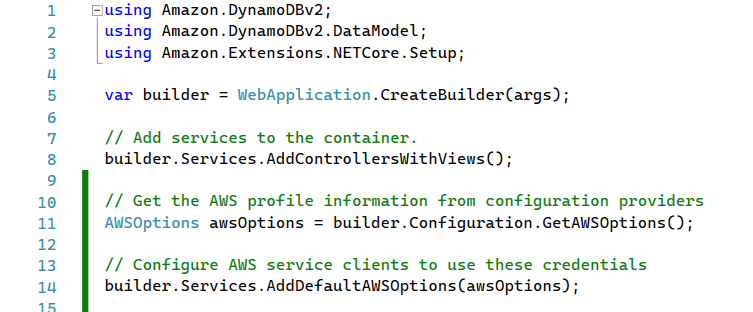 1 using Amazon.DynamoDBv2;
2 using Amazon.DynamoDBv2.DataModel;
3 using Amazon.Extensions.NETCore.Setup;
4
5 var builder = WebApplication.CreateBuilder(args);
6
7 // Add services to the container.
8 builder.Services.AddControllersWithViews();
9
10 // Get the AWS profile information from configuration providers
11 AWSOptions awsOptions = builder.Configuration.GetAWSOptions();
12
13 // Configure AWS service clients to use these credentials
14 builder.Services.AddDefaultAWSOptions(awsOptions);
15